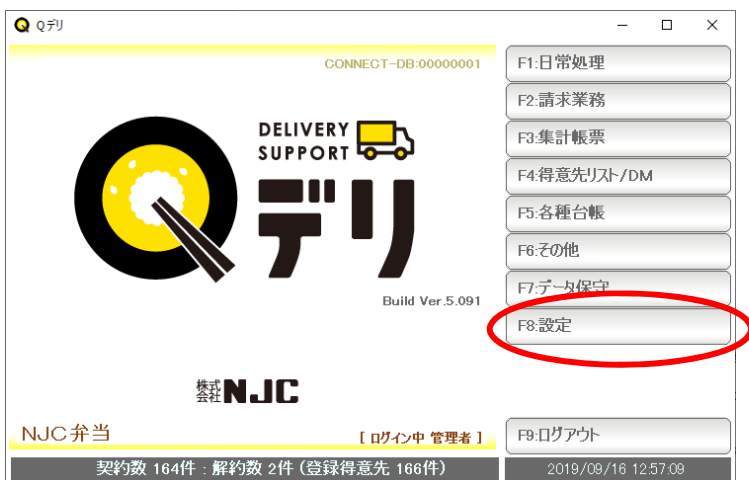 Qデリ
CONNECT-DB:00000001
DELIVERY
SUPPORT
Qデリ
Build Ver.5.091
株式会社NJC
NJC弁当
[ ログイン中 管理者 ]
契約数 164件 : 解約数 2件 (登録得意先 166件)
F1:日常処理
F2:請求業務
F3:集計帳票
F4:得意先リスト/DM
F5:各種台帳
F6:その他
F7:データ保守
F8:設定
F9:ログアウト
2019/09/16 12:57:09